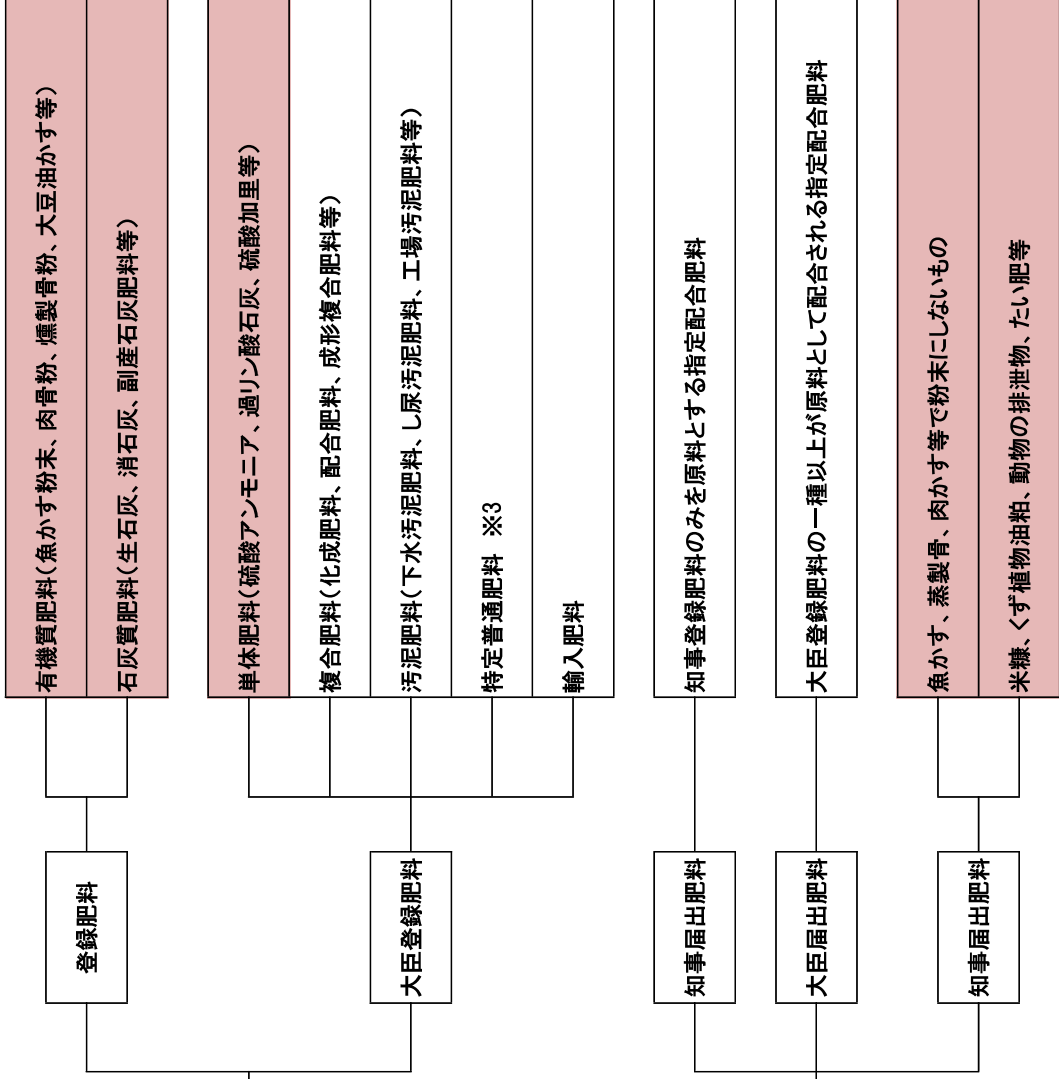 登録肥料
有機質肥料(魚かす粉末、肉骨粉、燻製骨粉、大豆油かす等)
石灰質肥料(生石灰、消石灰、副産石灰肥料等)
大臣登録肥料
単体肥料(硫酸アンモニア、過リン酸石灰、硫酸加里等)
複合肥料(化成肥料、配合肥料、成形複合肥料等)
汚泥肥料(下水汚泥肥料、し尿汚泥肥料、工場汚泥肥料等)
特定普通肥料 ※3
輸入肥料
知事届出肥料
知事登録肥料のみを原料とする指定配合肥料
大臣届出肥料
大臣登録肥料の一種以上が原料として配合される指定配合肥料
知事届出肥料
魚かす、蒸製骨、肉かす等で粉末にしないもの
米糠、くず植物油粕、動物の排泄物、たい肥等